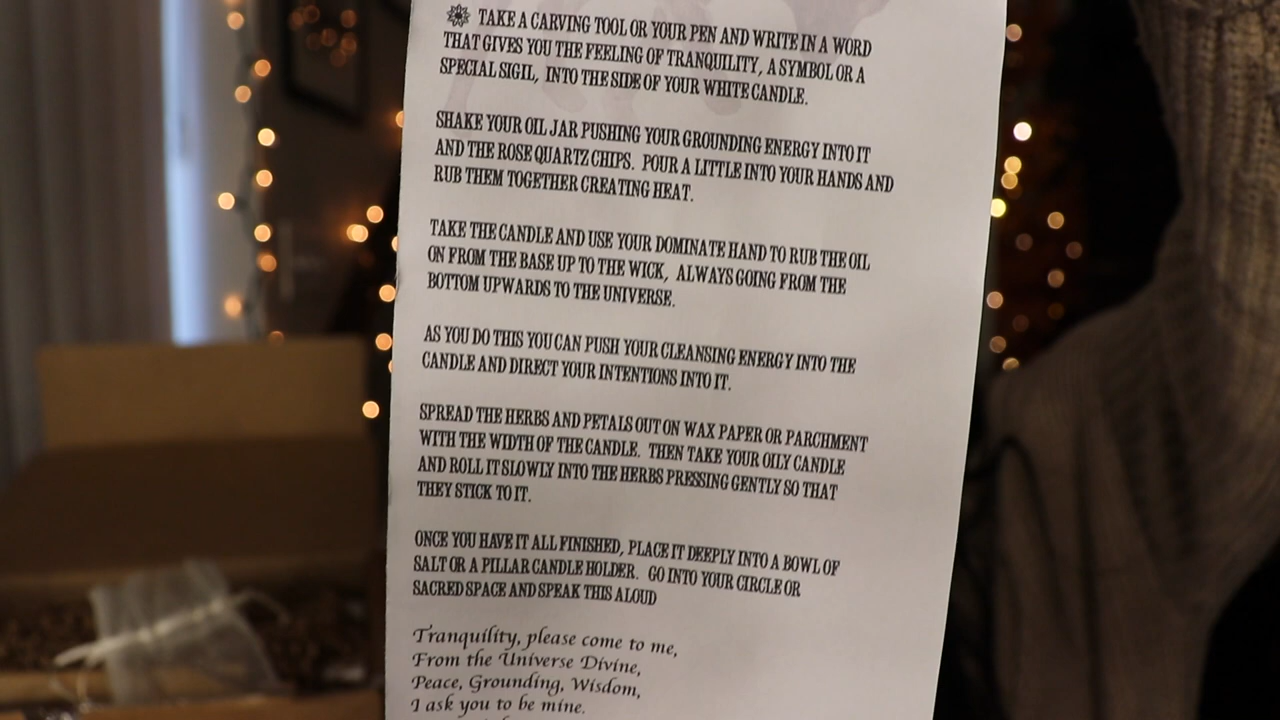 TAKE A CARVING TOOL OR YOUR PEN AND WRITE IN A WORD
THAT GIVES YOU THE FEELING OF TRANQUILITY, A SYMBOL OR A
SPECIAL SIGIL, INTO THE SIDE OF YOUR WHITE CANDLE.
SHAKE YOUR OIL JAR PUSHING YOUR GROUNDING ENERGY INTO IT
AND THE ROSE QUARTZ CHIPS. POUR A LITTLE INTO YOUR HANDS AND
RUB THEM TOGETHER CREATING HEAT.
TAKE THE CANDLE AND USE YOUR DOMINATE HAND TO RUB THE OIL
ON FROM THE BASE UP TO THE WICK, ALWAYS GOING FROM THE
BOTTOM UPWARDS TO THE UNIVERSE.
AS YOU DO THIS YOU CAN PUSH YOUR CLEANSING ENERGY INTO THE
CANDLE AND DIRECT YOUR INTENTIONS INTO IT.
SPREAD THE HERBS AND PETALS OUT ON WAX PAPER OR PARCHMENT
WITH THE WIDTH OF THE CANDLE. THEN TAKE YOUR OILY CANDLE
AND ROLL IT SLOWLY INTO THE HERBS PRESSING GENTLY SO THAT
THEY STICK TO IT.
ONCE YOU HAVE IT ALL FINISHED, PLACE IT DEEPLY INTO A BOWL OF
SALT OR A PILLAR CANDLE HOLDER. GO INTO YOUR CIRCLE OR
SACRED SPACE AND SPEAK THIS ALOUD
Tranquility, please come to me,
From the Universe Divine,
Peace, Grounding, Wisdom,
I ask you to be mine.